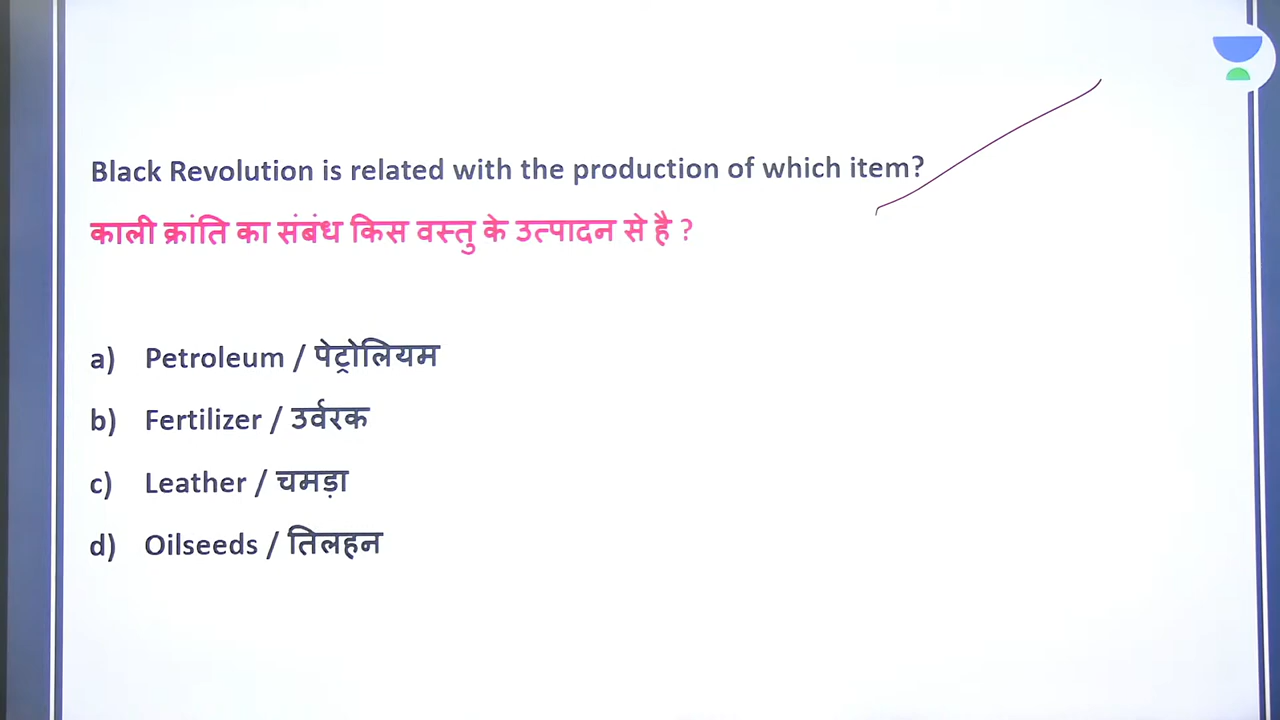 Black Revolution is related with the production of which item?
काली क्रांति का संबंध किस वस्तु के उत्पादन से है ?
a) Petroleum / पेट्रोलियम
b) Fertilizer / उर्वरक
c) Leather / चमड़ा
d) Oilseeds / तिलहन